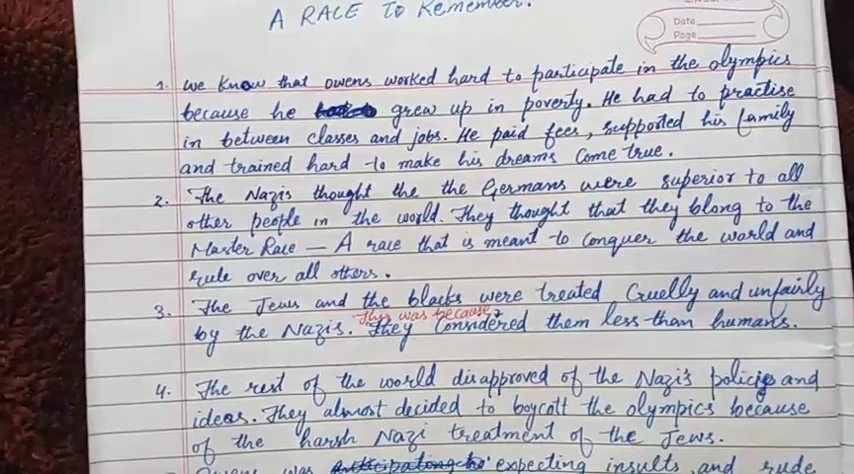 A RACE To Remember.
Date
Page
1. we know that owens worked hard to participate in the olympics
because he grew up in poverty. He had to practise
in between classes and jobs. He paid fees, supported his family
and trained hard to make his dreams come true.
2. The Nazis thought the the Germans were superior to all
other people in the world. They thought that they blong to the
Master Race — A race that is meant to conquer the world and
rule over all others.
3. The Jews and the blacks were treated cruelly and unfairly
This was because
by the Nazis. They considered them less than humans.
4. The rest of the world disapproved of the Nazi's policies and
ideas. They almost decided to boycott the olympics because
of the harsh Nazi treatment of the Jews.
Owens was expecting insults and rude